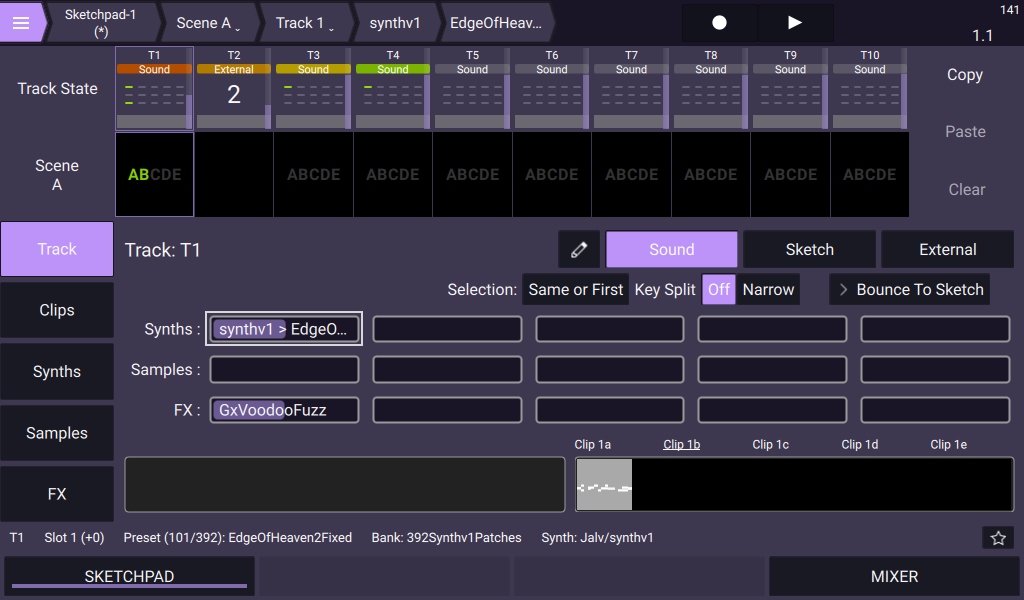 Sketchpad-1
(*)
Scene A
Track 1
synthv1
EdgeOfHeav...
141
1.1
Track State
T1 T2 T3 T4 T5 T6 T7 T8 T9 T10
Sound External Sound Sound Sound Sound Sound Sound Sound Sound
2
Copy
Paste
Clear
Scene
A
ABCDE ABCDE ABCDE ABCDE ABCDE ABCDE ABCDE ABCDE ABCDE
Track
Clips
Synths
Samples
FX
Track: T1
Sound
Sketch
External
Selection: Same or First Key Split Off Narrow > Bounce To Sketch
Synths : synthv1 > EdgeO...
Samples :
FX : GxVoodooFuzz
Clip 1a Clip 1b Clip 1c Clip 1d Clip 1e
T1 Slot 1 (+0) Preset (101/392): EdgeOfHeaven2Fixed Bank: 392Synthv1Patches Synth: Jalv/synthv1
SKETCHPAD
MIXER